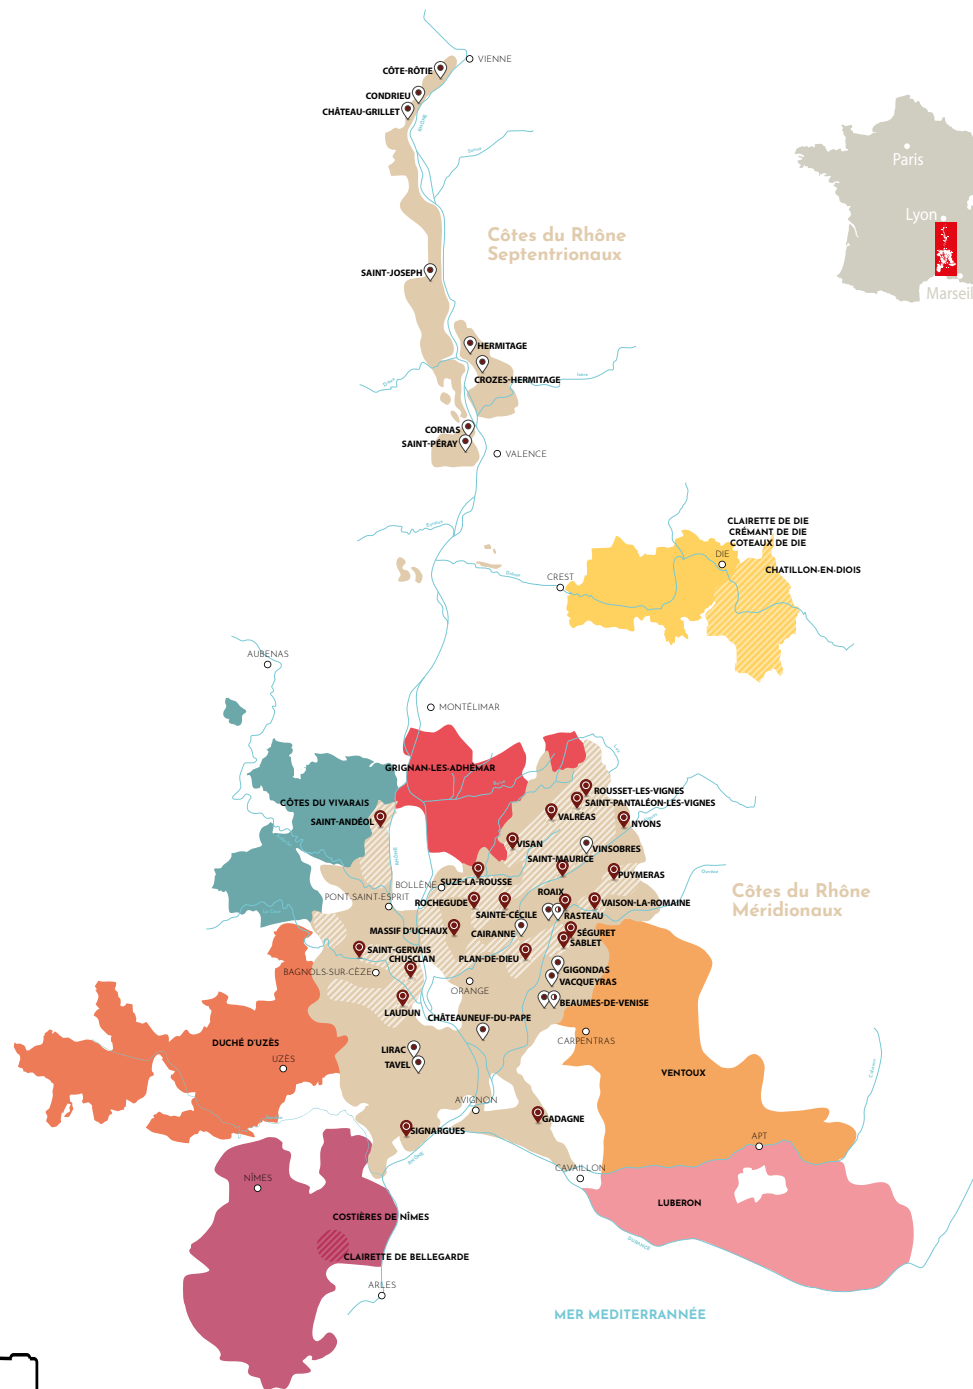 VIENNE
CÔTE-RÔTIE
CONDRIEU
CHÂTEAU-GRILLET
RHÔNE
Paris
Lyon
Marseil
Côtes du Rhône
Septentrionaux
SAINT-JOSEPH
HERMITAGE
CROZES-HERMITAGE
Isère
CORNAS
SAINT-PÉRAY
VALENCE
Eyrieux
CLAIRETTE DE DIE
CRÉMANT DE DIE
COTEAUX DE DIE
DIE
CHATILLON-EN-DIOIS
CREST
AUBENAS
MONTÉLIMAR
GRIGNAN-LES-ADHÉMAR
CÔTES DU VIVARAIS
SAINT-ANDÉOL
ROUSSET-LES-VIGNES
SAINT-PANTALÉON-LES-VIGNES
VALRÉAS
NYONS
VISAN
VINSOBRES
SAINT-MAURICE
PUYMERAS
BOLLÈNE
SUZE-LA-ROUSSE
PONT-SAINT-ESPRIT
ROCHEGUDE
SAINTE-CÉCILE
ROAIX
VAISON-LA-ROMAINE
RASTEAU
Côtes du Rhône
Méridionaux
MASSIF D'UCHAUX
CAIRANNE
SÉGURET
SABLET
SAINT-GERVAIS
CHUSCLAN
PLAN-DE-DIEU
BAGNOLS-SUR-CÈZE
GIGONDAS
VACQUEYRAS
ORANGE
LAUDUN
BEAUMES-DE-VENISE
CHÂTEAUNEUF-DU-PAPE
CARPENTRAS
DUCHÉ D'UZÈS
UZÈS
LIRAC
TAVEL
VENTOUX
AVIGNON
GADAGNE
SIGNARGUES
APT
RHÔNE
CAVAILLON
NÎMES
LUBERON
COSTIÈRES DE NÎMES
DURANCE
CLAIRETTE DE BELLEGARDE
ARLES
MER MEDITERRANNÉE